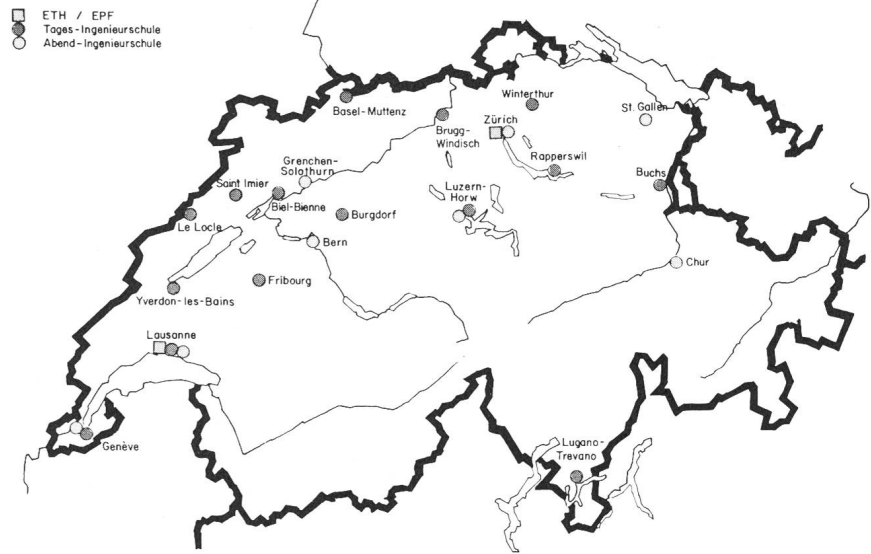 ETH / EPF
Tages-Ingenieurschule
Abend-Ingenieurschule
Basel-Muttenz
Winterthur
St. Gallen
Brugg-
Windisch
Zürich
Rapperswil
Grenchen-
Solothurn
Saint Imier
Biel-Bienne
Luzern-
Horw
Buchs
Le Locle
Burgdorf
Bern
Chur
Fribourg
Yverdon-les-Bains
Lausanne
Genève
Lugano-
Trevano